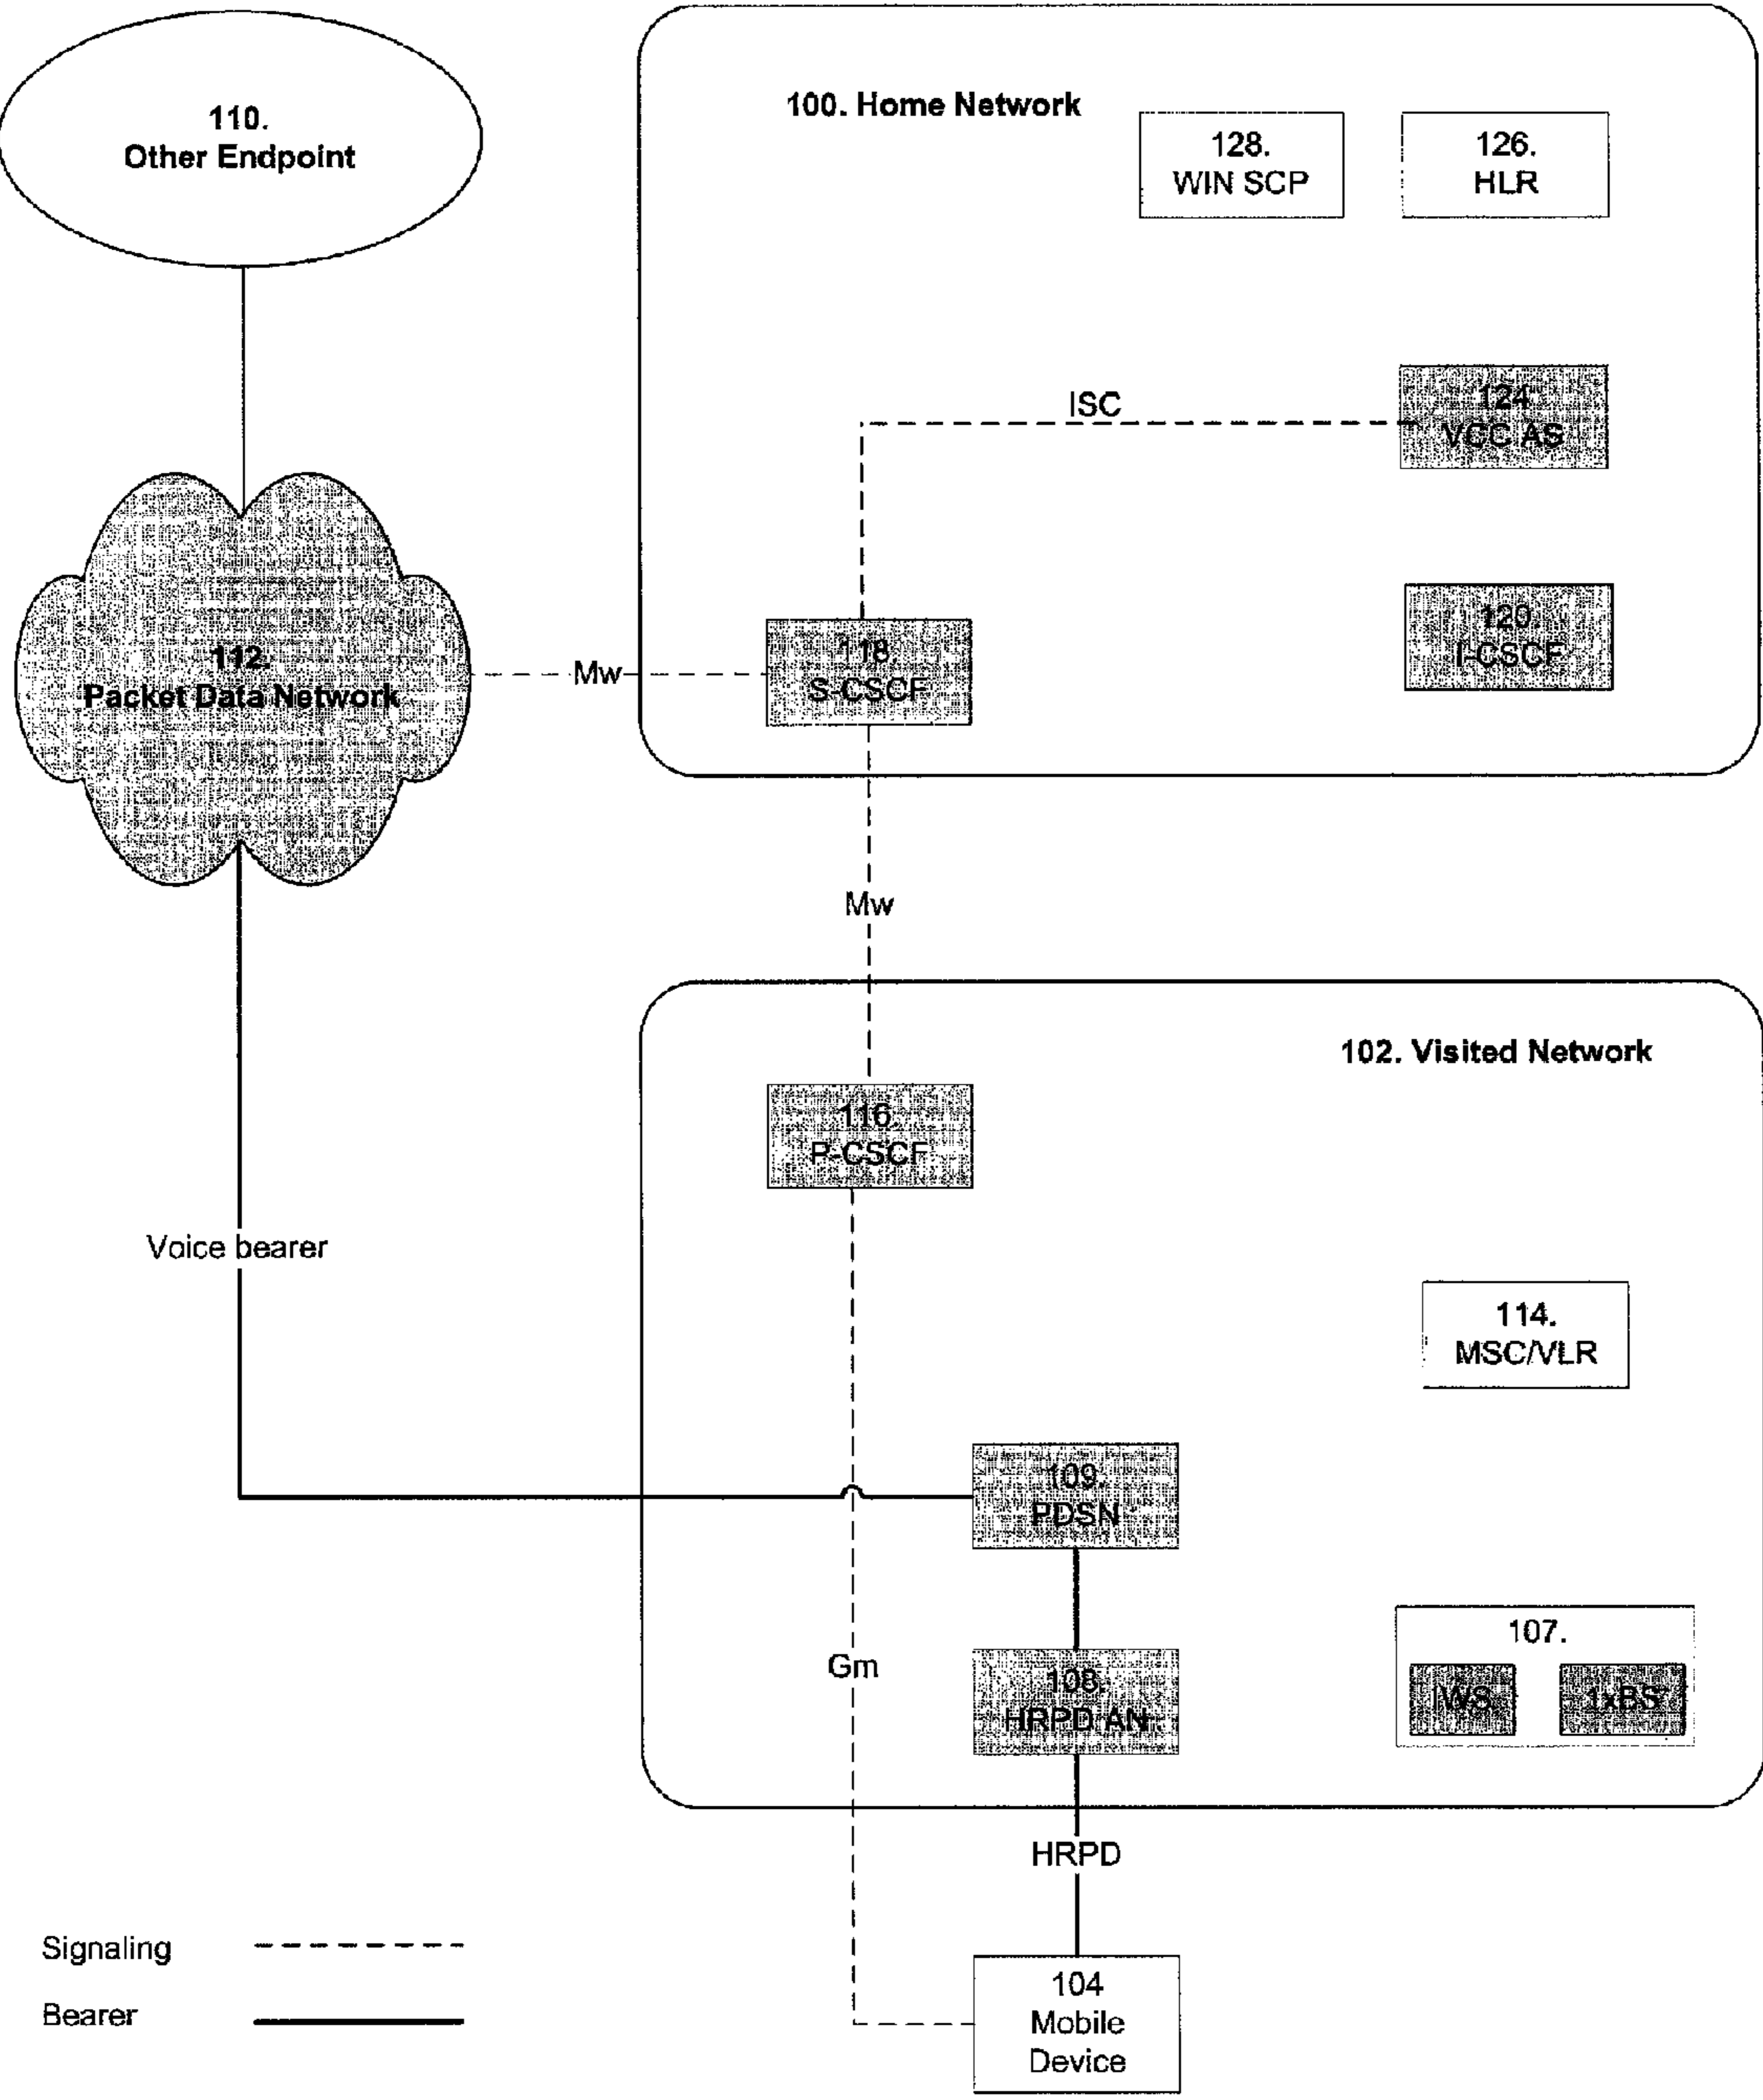 110.
Other Endpoint
100. Home Network
128.
WIN SCP
126.
HLR
ISC
124
VCC AS
118.
S-CSCF
120.
I-CSCF
112.
Packet Data Network
Mw
Mw
102. Visited Network
116.
P-CSCF
Voice bearer
114.
MSC/VLR
109.
PDSN
107.
IWS
1xBS
Gm
108.
HRPD AN
HRPD
Signaling
Bearer
104
Mobile
Device